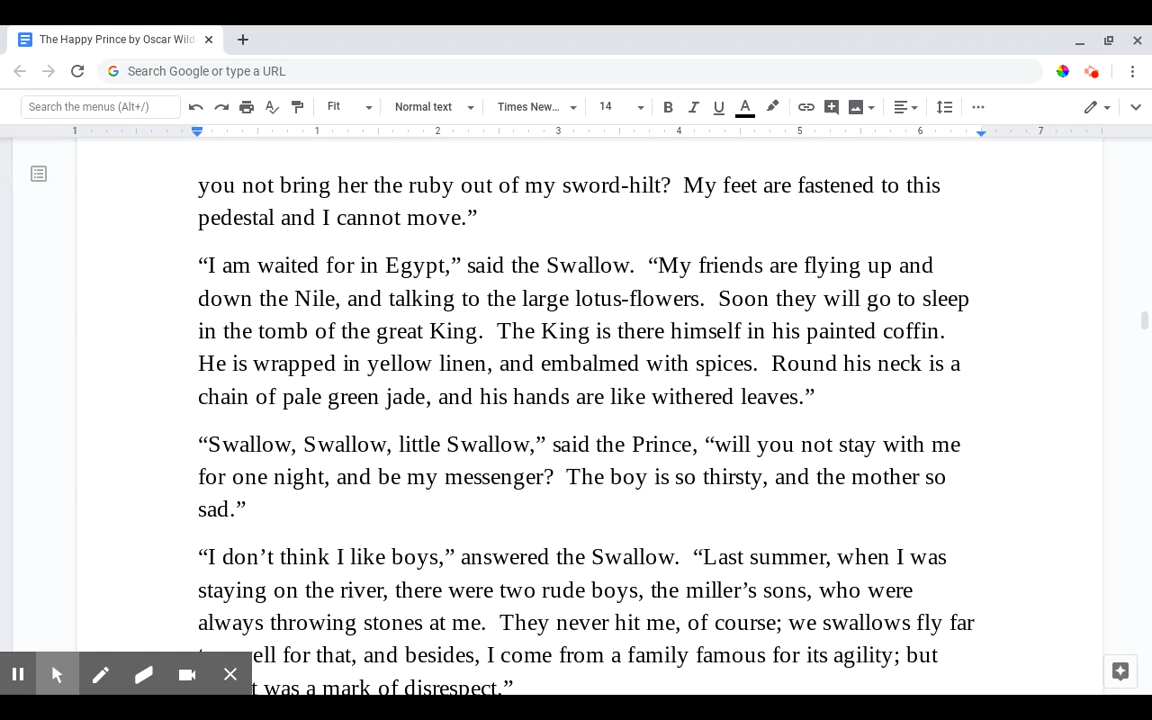 The Happy Prince by Oscar Wild
Search Google or type a URL
Search the menus (Alt+/)
Fit
Normal text
Times New...
14
1 1 2 3 4 5 6 7
you not bring her the ruby out of my sword-hilt?  My feet are fastened to this
pedestal and I cannot move.”
“I am waited for in Egypt,” said the Swallow.  “My friends are flying up and
down the Nile, and talking to the large lotus-flowers.  Soon they will go to sleep
in the tomb of the great King.  The King is there himself in his painted coffin.
He is wrapped in yellow linen, and embalmed with spices.  Round his neck is a
chain of pale green jade, and his hands are like withered leaves.”
“Swallow, Swallow, little Swallow,” said the Prince, “will you not stay with me
for one night, and be my messenger?  The boy is so thirsty, and the mother so
sad.”
“I don’t think I like boys,” answered the Swallow.  “Last summer, when I was
staying on the river, there were two rude boys, the miller’s sons, who were
always throwing stones at me.  They never hit me, of course; we swallows fly far
ell for that, and besides, I come from a family famous for its agility; but
t was a mark of disrespect.”